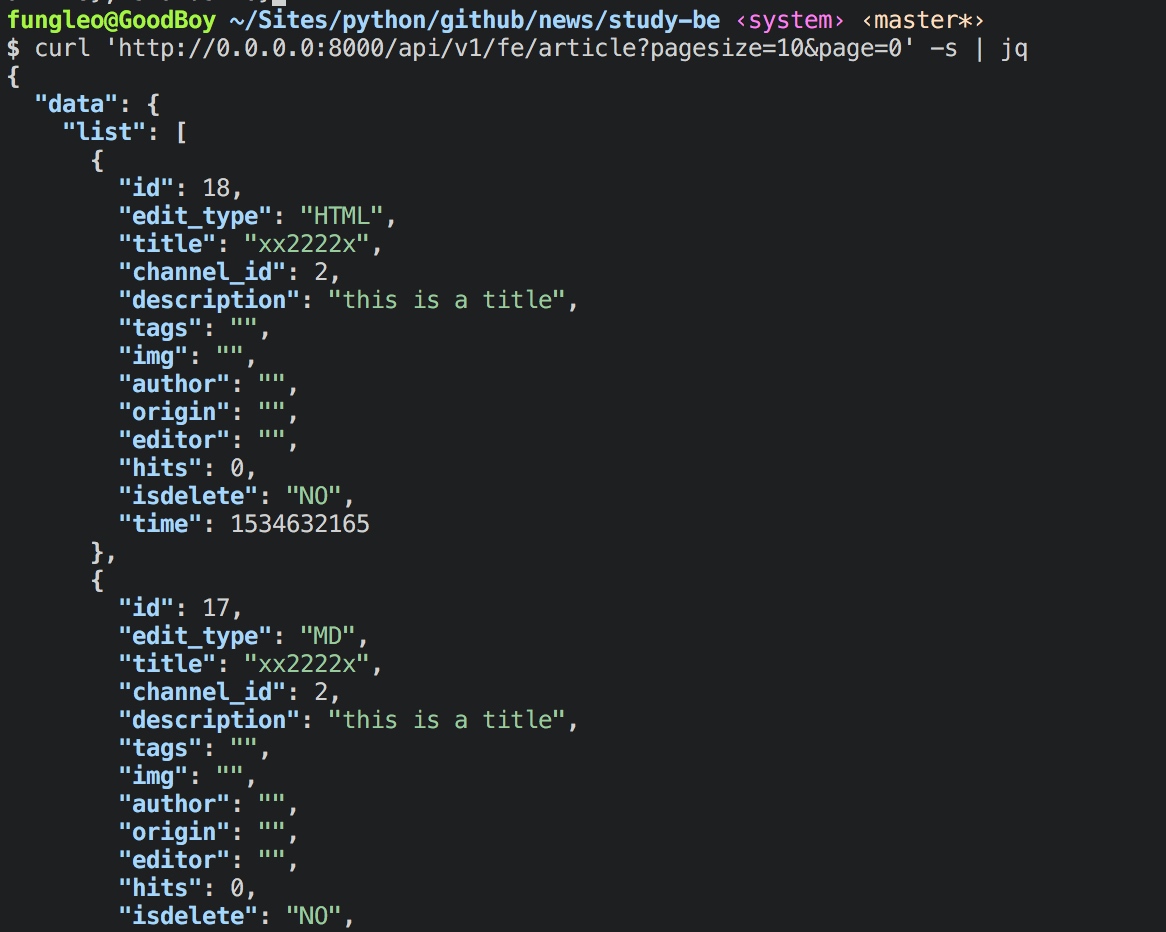 fungleo@GoodBoy ~/Sites/python/github/news/study-be ‹system› ‹master*›
$ curl 'http://0.0.0.0:8000/api/v1/fe/article?pagesize=10&page=0' -s | jq
{
  "data": {
    "list": [
      {
        "id": 18,
        "edit_type": "HTML",
        "title": "xx2222x",
        "channel_id": 2,
        "description": "this is a title",
        "tags": "",
        "img": "",
        "author": "",
        "origin": "",
        "editor": "",
        "hits": 0,
        "isdelete": "NO",
        "time": 1534632165
      },
      {
        "id": 17,
        "edit_type": "MD",
        "title": "xx2222x",
        "channel_id": 2,
        "description": "this is a title",
        "tags": "",
        "img": "",
        "author": "",
        "origin": "",
        "editor": "",
        "hits": 0,
        "isdelete": "NO",